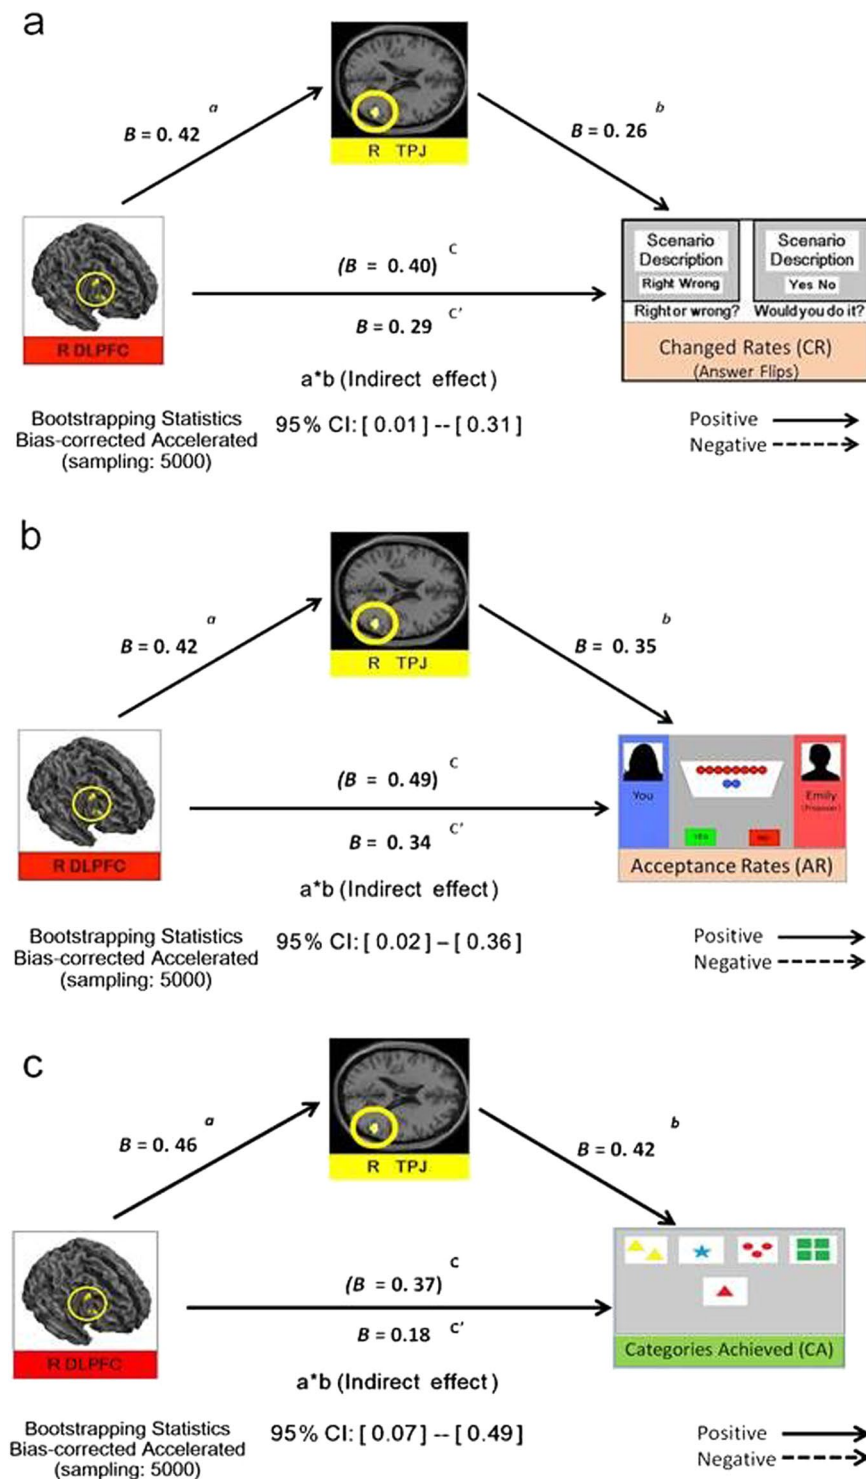 a
a
B = 0. 42
b
B = 0.26
R TPJ
Scenario
Description
Right Wrong
Right or wrong?
Scenario
Description
Yes No
Would you do it?
(B = 0. 40) C
B = 0.29 C'
R DLPFC
Changed Rates (CR)
(Answer Flips)
a*b (Indirect effect)
Bootstrapping Statistics
Bias-corrected Accelerated
(sampling: 5000)
95% CI: [ 0.01] -- [ 0.31]
Positive
Negative
b
a
B = 0. 42
b
B = 0. 35
R TPJ
(B = 0. 49) C
B = 0. 34 C'
R DLPFC
You
Emily
(Proposer)
YES
NO
Acceptance Rates (AR)
a*b (Indirect effect)
Bootstrapping Statistics
Bias-corrected Accelerated
(sampling: 5000)
95% CI: [ 0.02] – [ 0.36]
Positive
Negative
c
a
B = 0. 46
b
B = 0. 42
R TPJ
(B = 0. 37) C
B = 0.18 C'
R DLPFC
Categories Achieved (CA)
a*b (Indirect effect)
Bootstrapping Statistics
Bias-corrected Accelerated
(sampling: 5000)
95% CI: [ 0.07] -- [ 0.49]
Positive
Negative